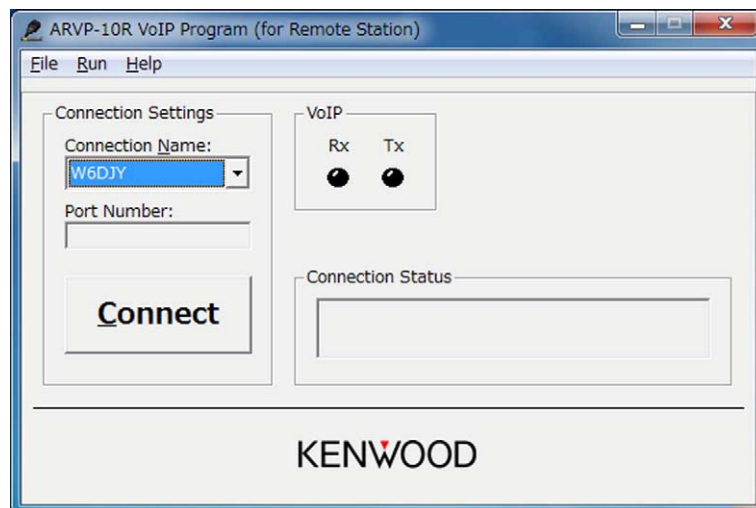 ARVP-10R VoIP Program (for Remote Station)
File Run Help
Connection Settings
Connection Name:
W6DJY
Port Number:
Connect
VoIP
Rx Tx
Connection Status
KENWOOD